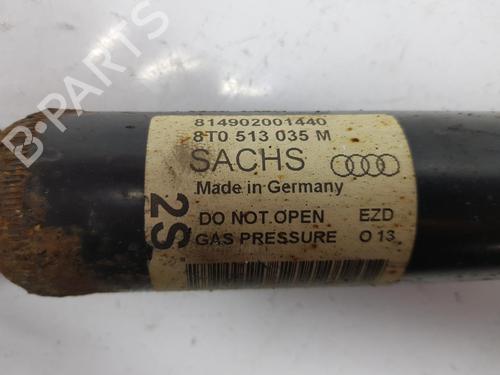 B-PARTS
814902001440
8T0 513 035 M
SACHS
Made in Germany
2S
DO NOT OPEN EZD
GAS PRESSURE O 13